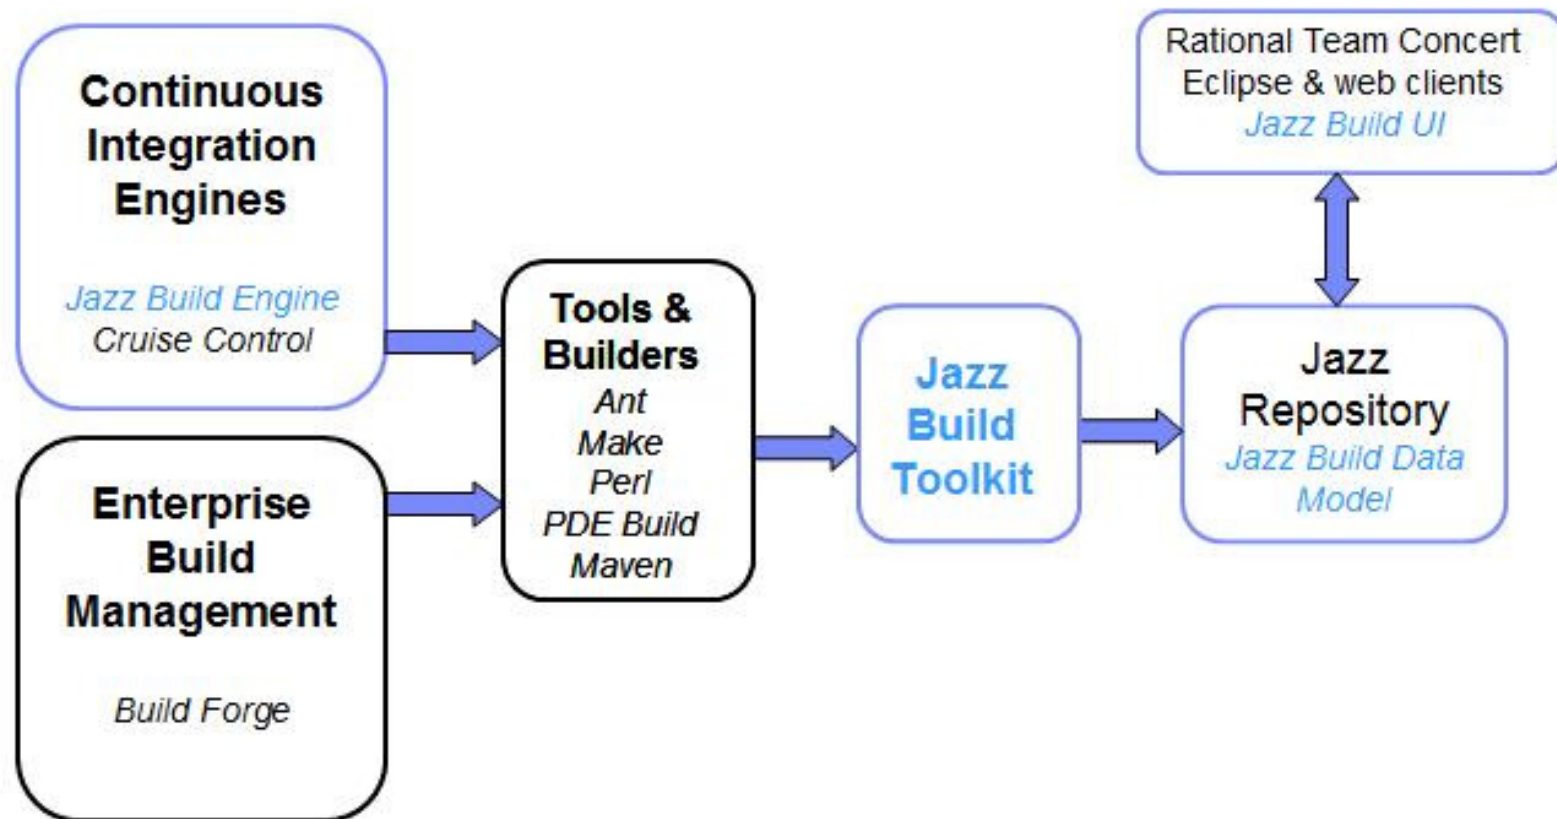 Continuous
Integration
Engines
Jazz Build Engine
Cruise Control
Enterprise
Build
Management
Build Forge
Tools &
Builders
Ant
Make
Perl
PDE Build
Maven
Jazz
Build
Toolkit
Rational Team Concert
Eclipse & web clients
Jazz Build UI
Jazz
Repository
Jazz Build Data
Model